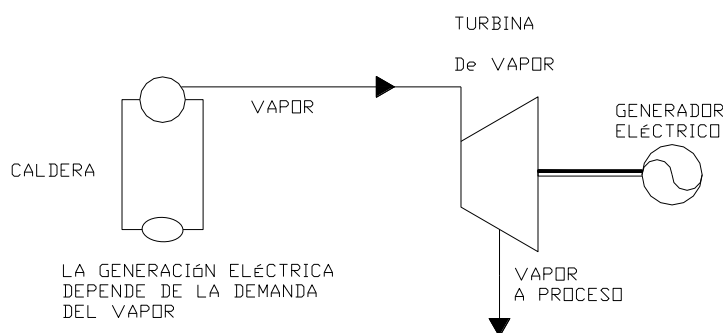 TURBINA
De VAPOR
VAPOR
GENERADOR
ELéCTRICO
CALDERA
LA GENERACIóN ELéCTRICA
DEPENDE DE LA DEMANDA
DEL VAPOR
VAPOR
A PROCESO